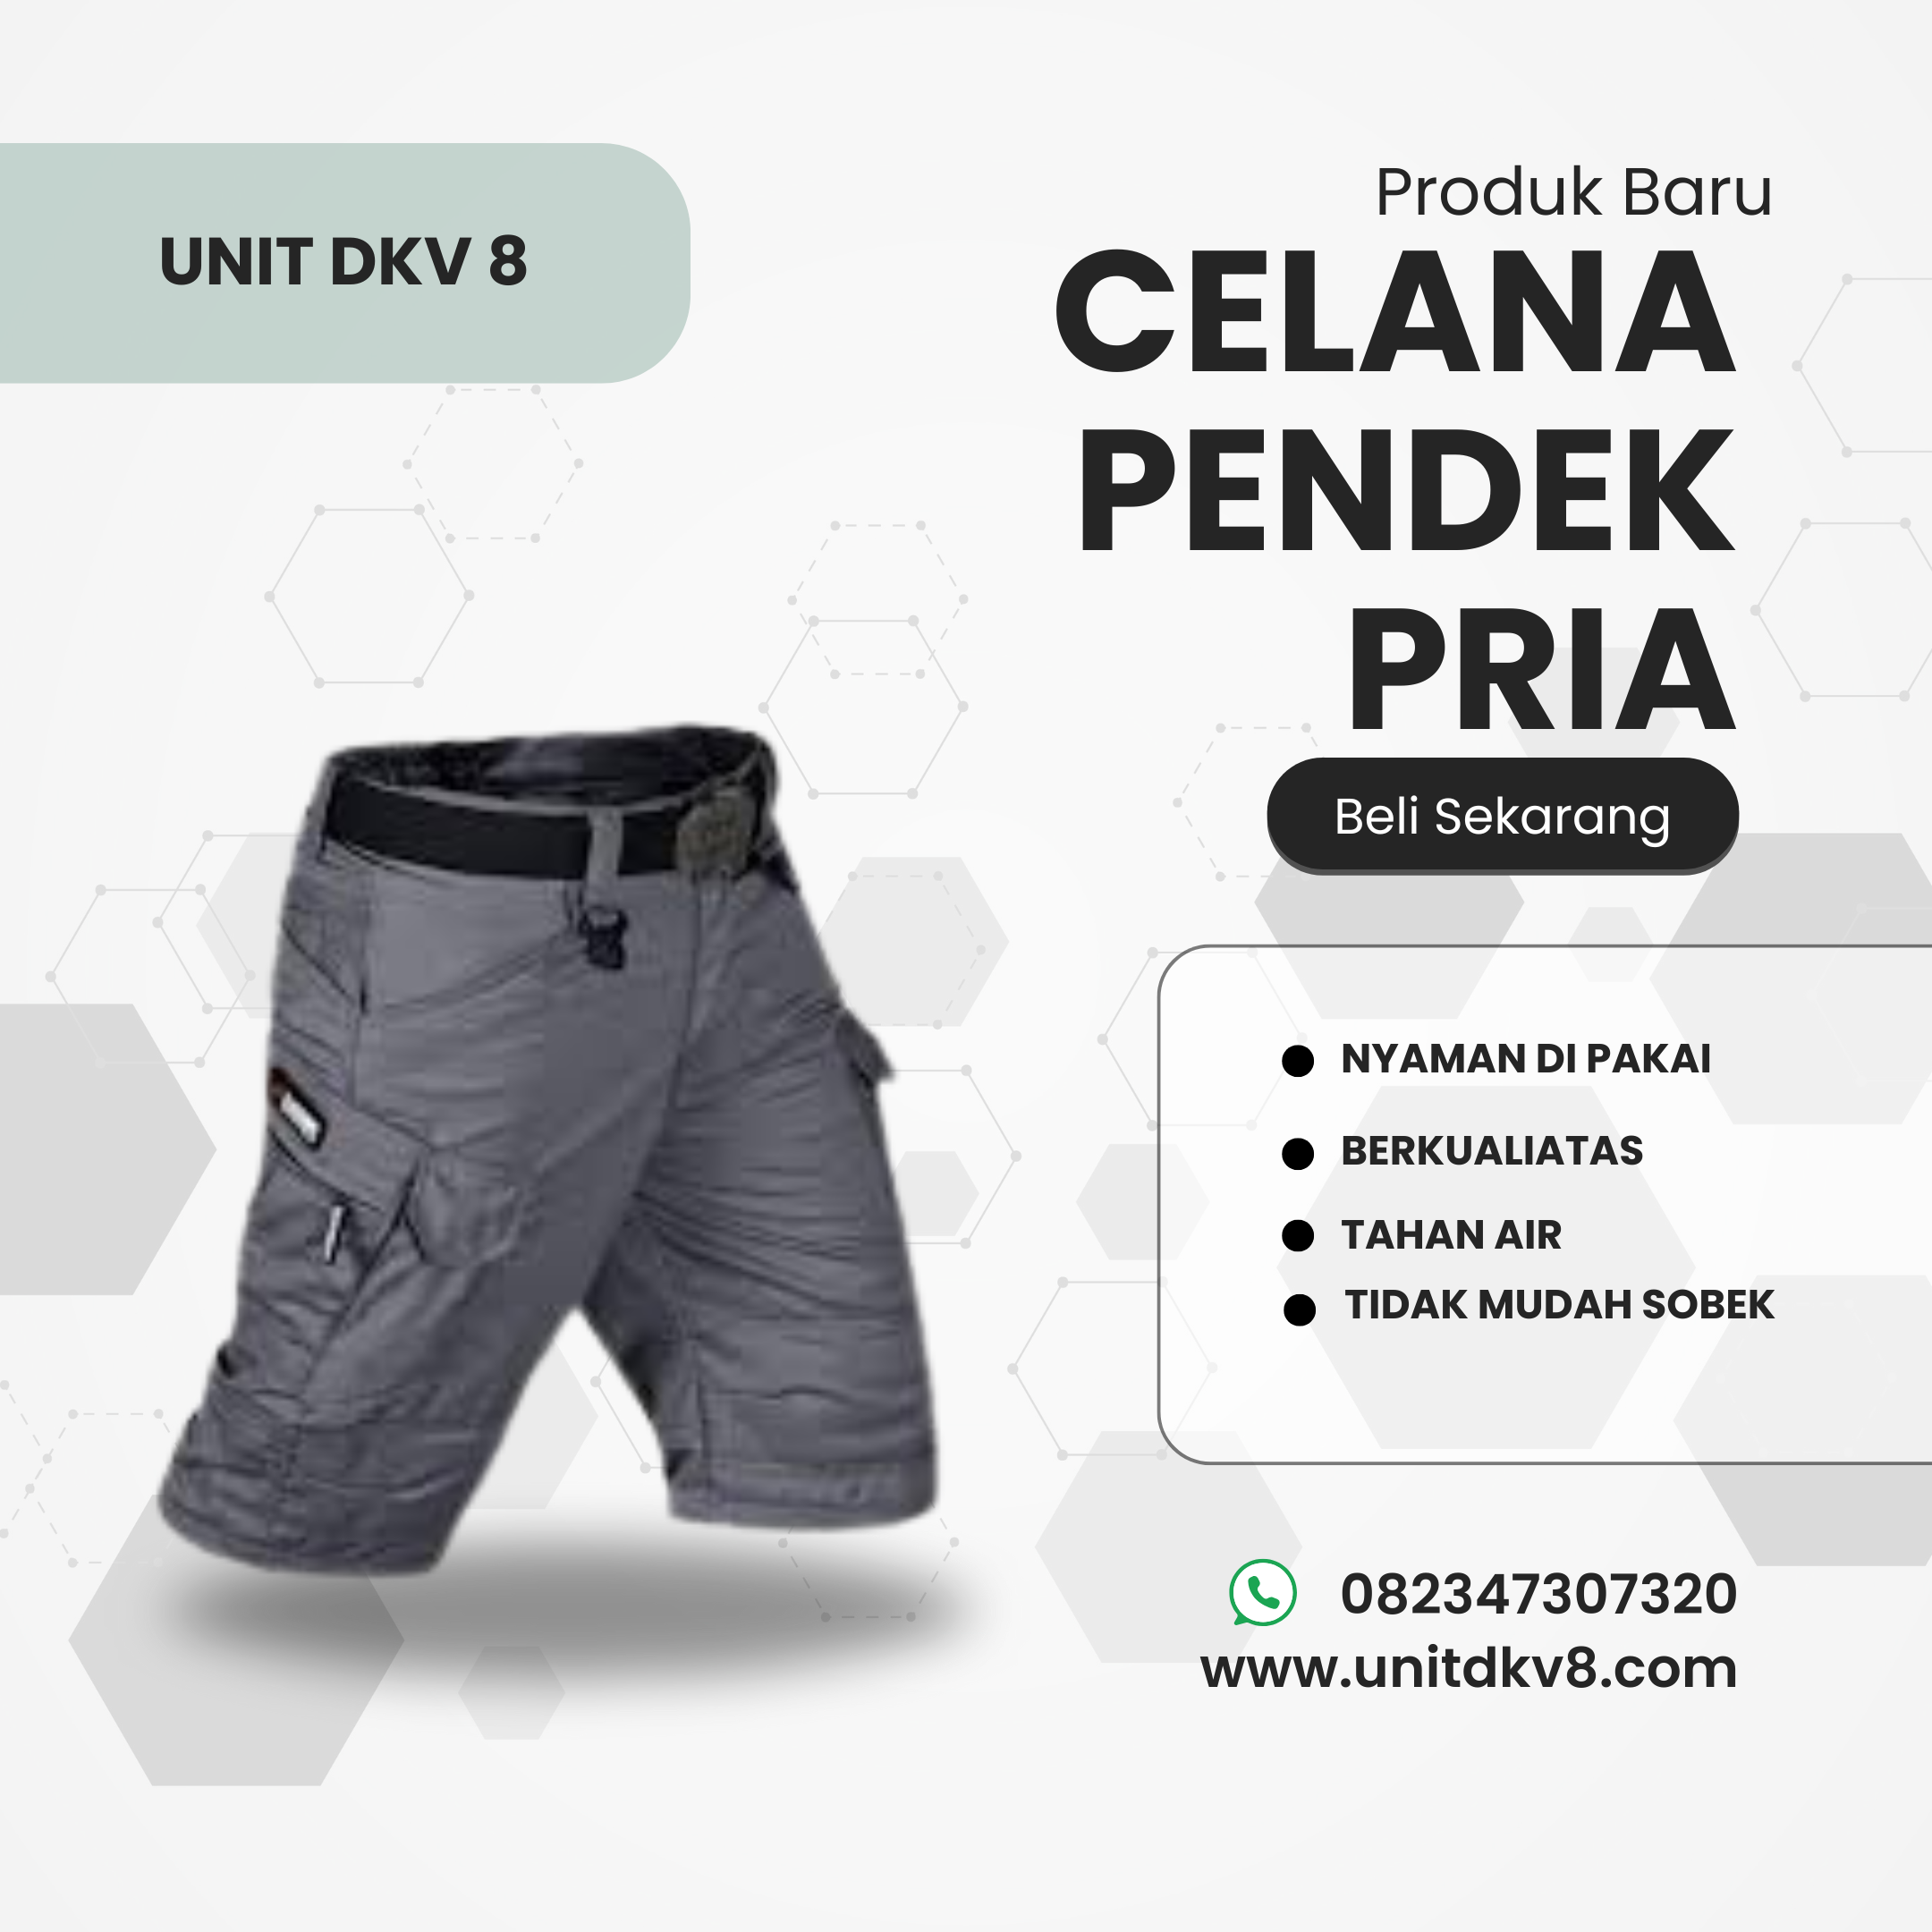 UNIT DKV 8
Produk Baru
CELANA
PENDEK
PRIA
Beli Sekarang
NYAMAN DI PAKAI
BERKUALIATAS
TAHAN AIR
TIDAK MUDAH SOBEK
082347307320
www.unitdkv8.com